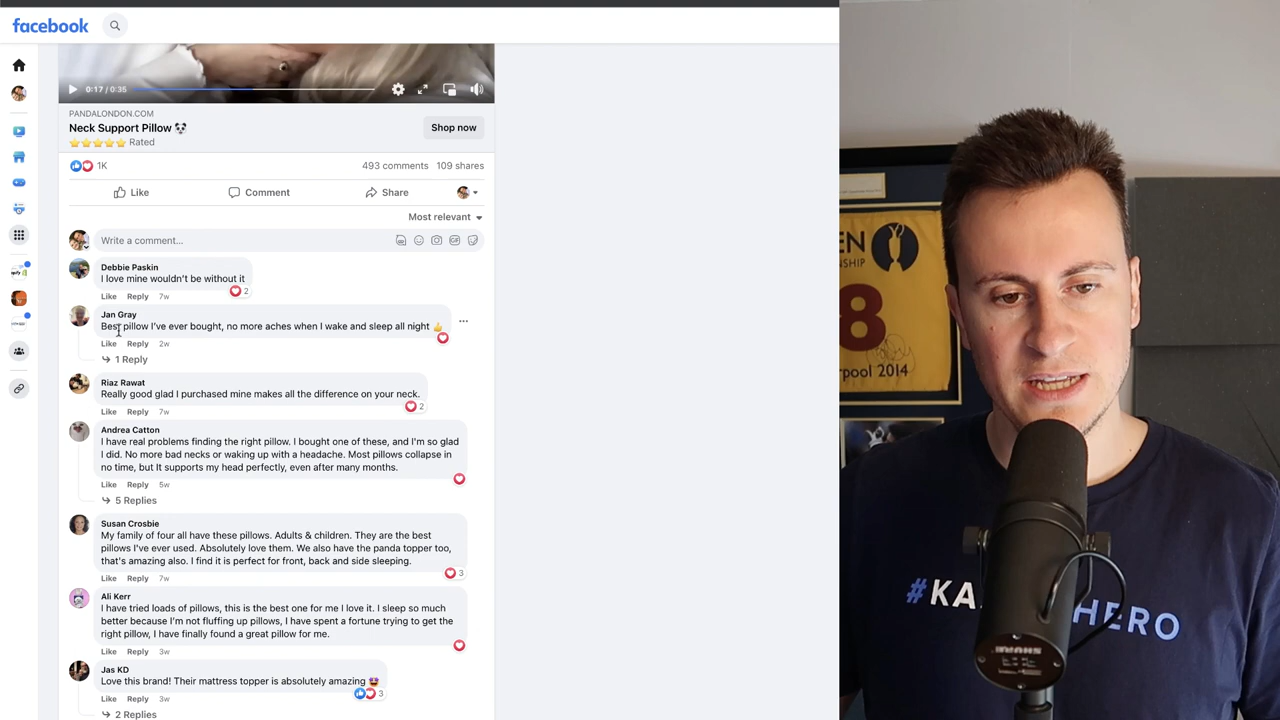 facebook
0:17 / 0:35
PANDALONDON.COM
Neck Support Pillow 🐼
Shop now
⭐⭐⭐⭐⭐ Rated
1K
493 comments 109 shares
Like
Comment
Share
Most relevant
Write a comment...
Debbie Paskin
I love mine wouldn't be without it
2
Like Reply 7w
Jan Gray
Best pillow I've ever bought, no more aches when I wake and sleep all night 👍
Like Reply 2w
1 Reply
Riaz Rawat
Really good glad I purchased mine makes all the difference on your neck.
2
Like Reply 7w
Andrea Catton
I have real problems finding the right pillow. I bought one of these, and I'm so glad
I did. No more bad necks or waking up with a headache. Most pillows collapse in
no time, but It supports my head perfectly, even after many months.
Like Reply 5w
5 Replies
Susan Crosbie
My family of four all have these pillows. Adults & children. They are the best
pillows I've ever used. Absolutely love them. We also have the panda topper too,
that's amazing also. I find it is perfect for front, back and side sleeping.
3
Like Reply 7w
Ali Kerr
I have tried loads of pillows, this is the best one for me I love it. I sleep so much
better because I'm not fluffing up pillows, I have spent a fortune trying to get the
right pillow, I have finally found a great pillow for me.
Like Reply 3w
Jas KD
Love this brand! Their mattress topper is absolutely amazing 🤩
3
Like Reply 3w
2 Replies
EN
NSHIP
8
rpool 2014
#KA
HERO